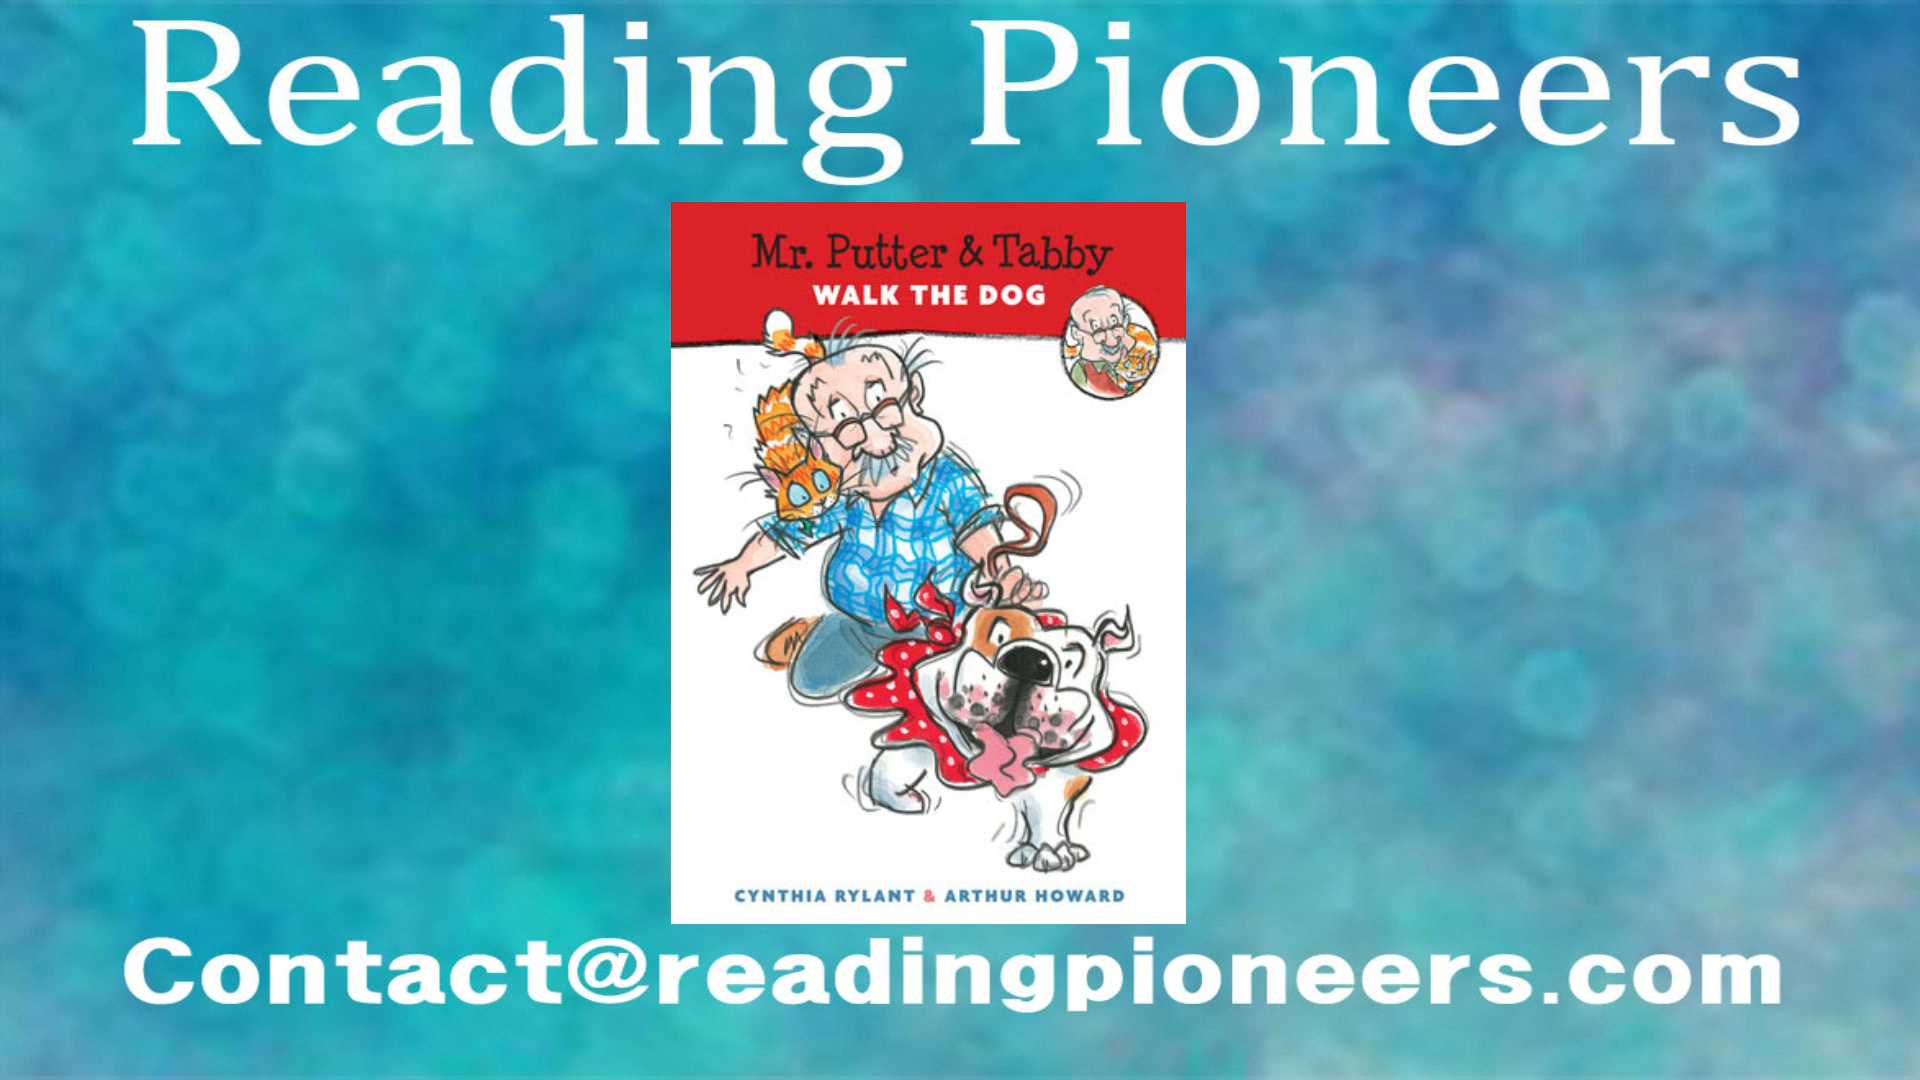 Reading Pioneers
Mr. Putter & Tabby
WALK THE DOG
CYNTHIA RYLANT & ARTHUR HOWARD
Contact@readingpioneers.com